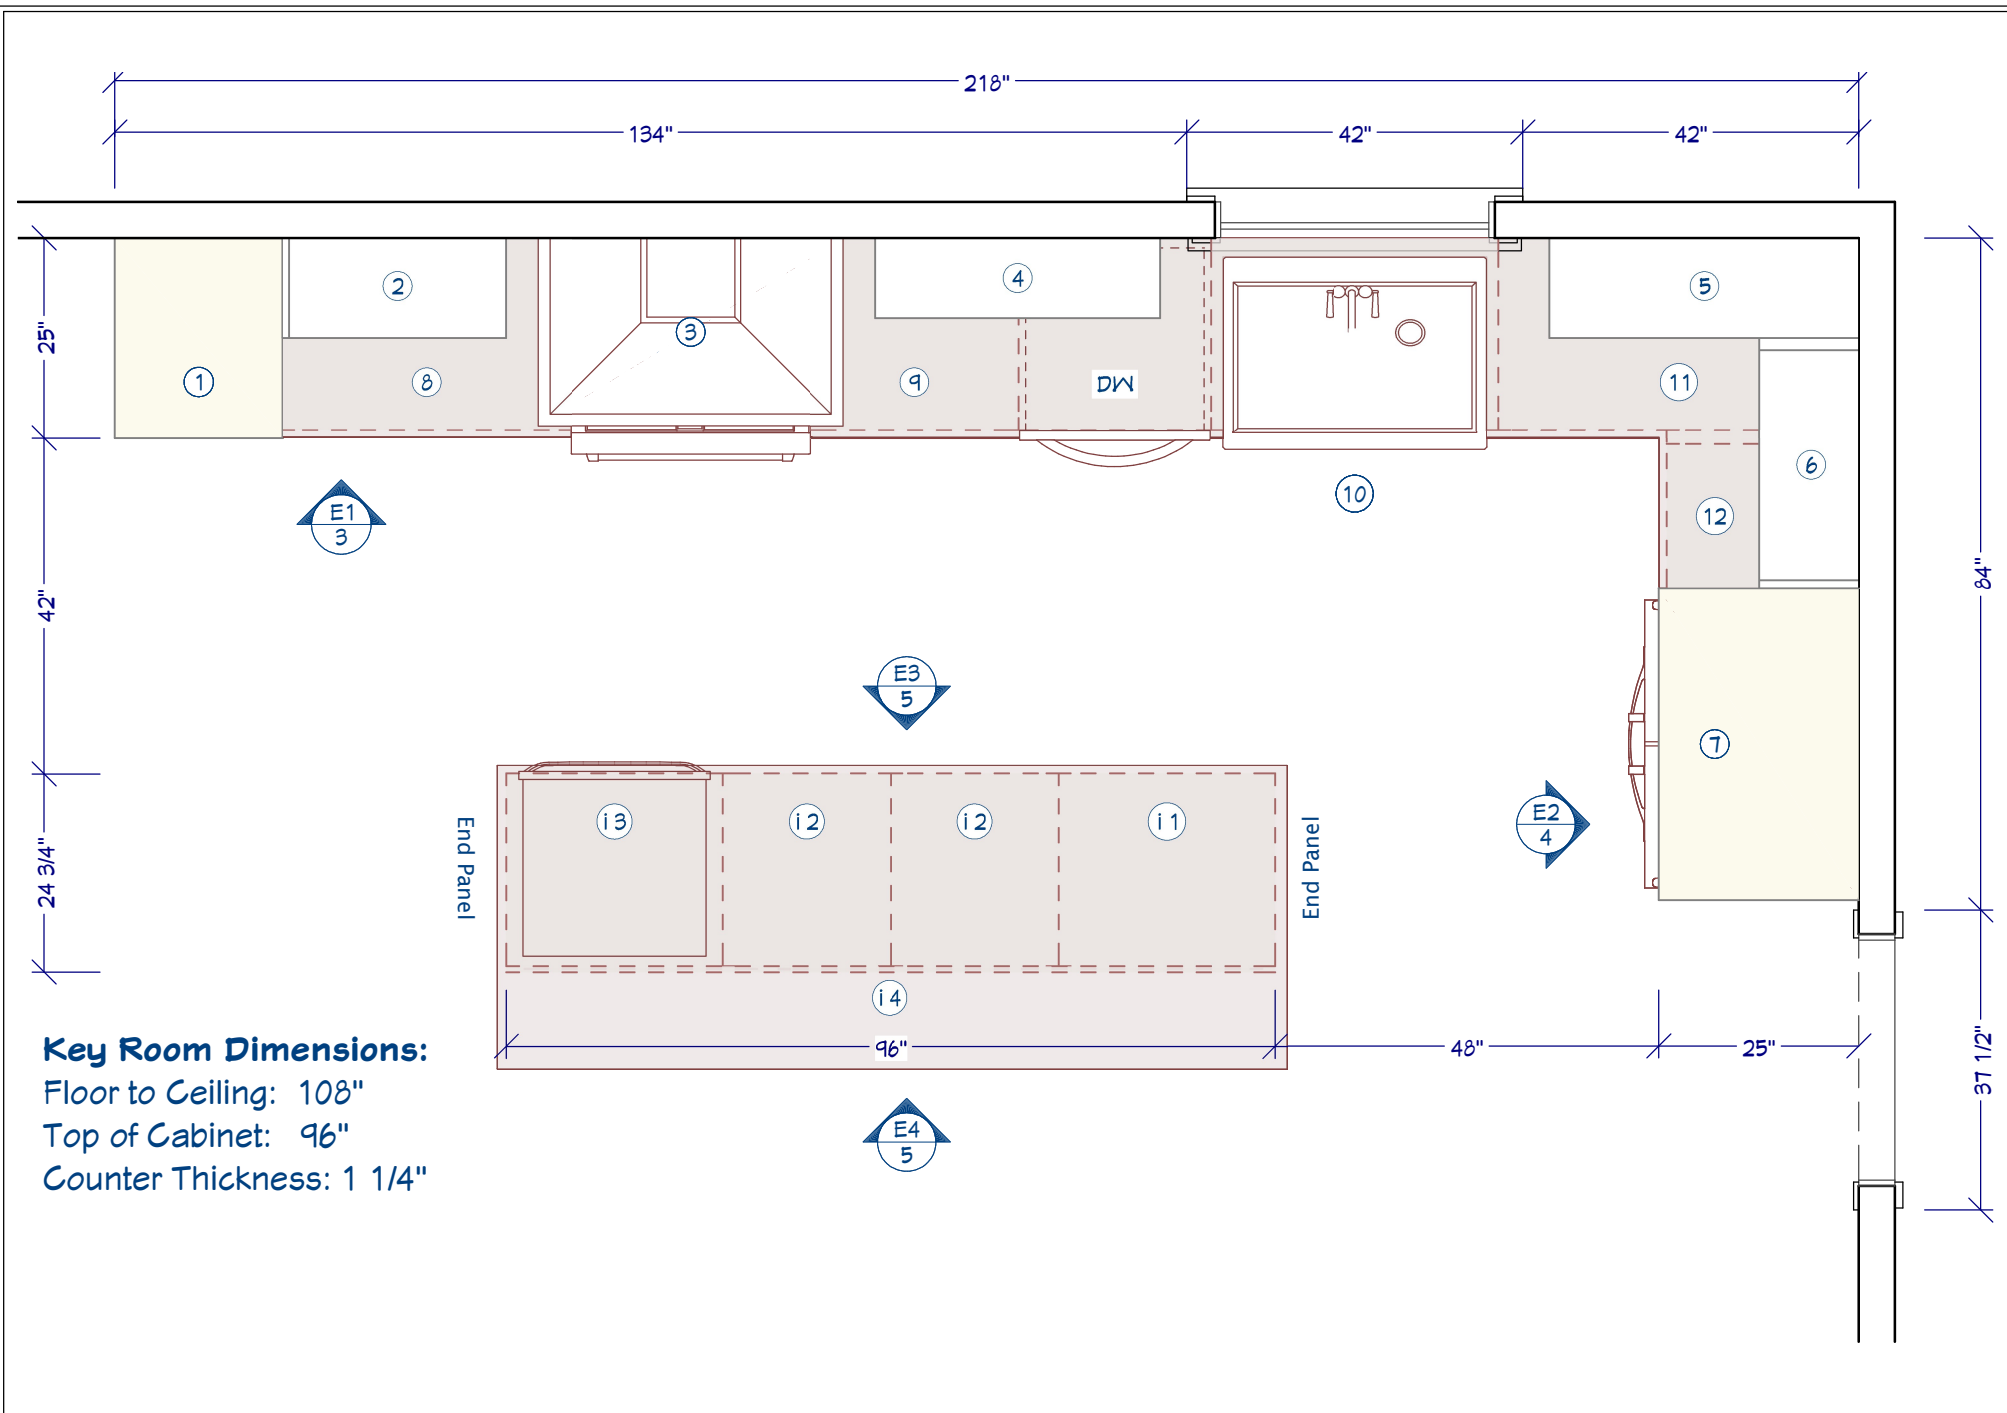 218"
134"
42"
42"
25"
42"
24 3/4"
84"
37 1/2"
1
2
3
4
5
6
7
8
9
DW
10
11
12
E1
3
E3
5
E2
4
End Panel
i3
i2
i2
i1
End Panel
i4
96"
48"
25"
E4
5
Key Room Dimensions:
Floor to Ceiling: 108"
Top of Cabinet: 96"
Counter Thickness: 1 1/4"